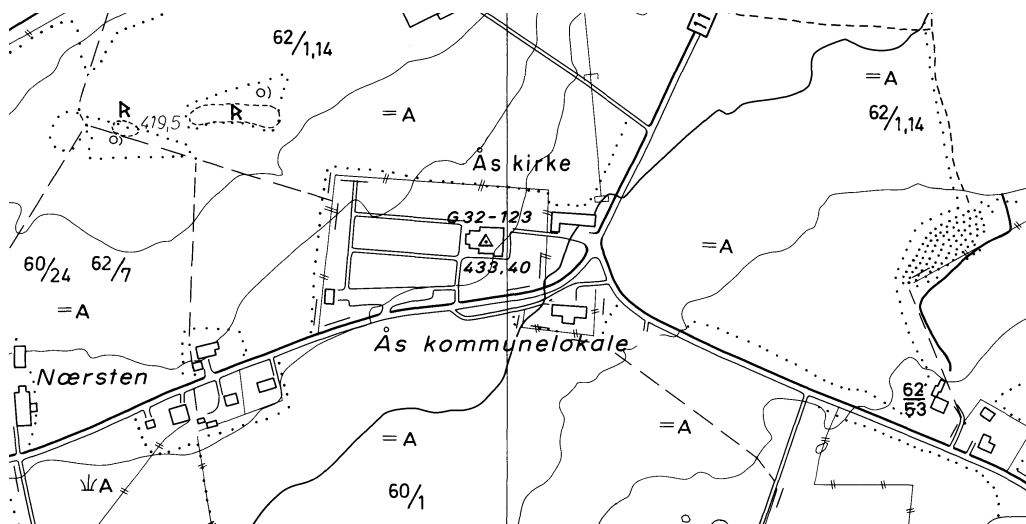 11
62/1,14
=A
R
R
419,5
=A
62/1,14
Ås kirke
G32-123
=A
60/24 62/7
433,40
=A
Ås kommunelokale
Nærsten
62
53
=A
=A
A
60/1